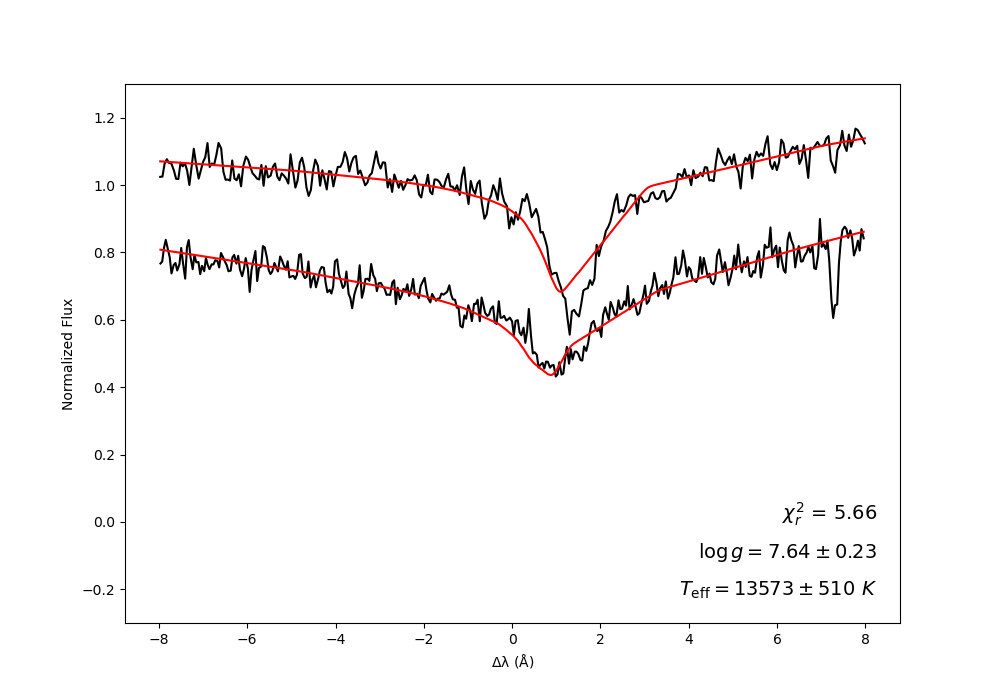 1.2
1.0
0.8
0.6
0.4
0.2
0.0
−0.2
Normalized Flux
χ²ᵣ = 5.66
log g = 7.64 ± 0.23
T_eff = 13573 ± 510 K
−8 −6 −4 −2 0 2 4 6 8
Δλ (Å)